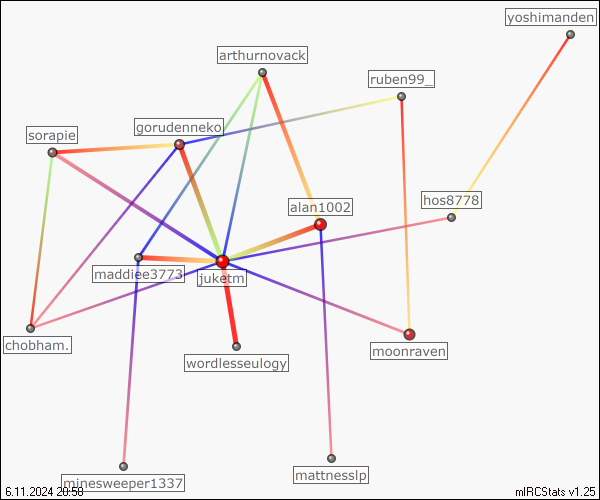 yoshimanden
arthurnovack
ruben99_
gorudenneko
sorapie
hos8778
alan1002
maddiee3773
juketm
chobham.
moonraven
wordlesseulogy
mattnesslp
minesweeper1337
6.11.2024 20:58
mIRCStats v1.25